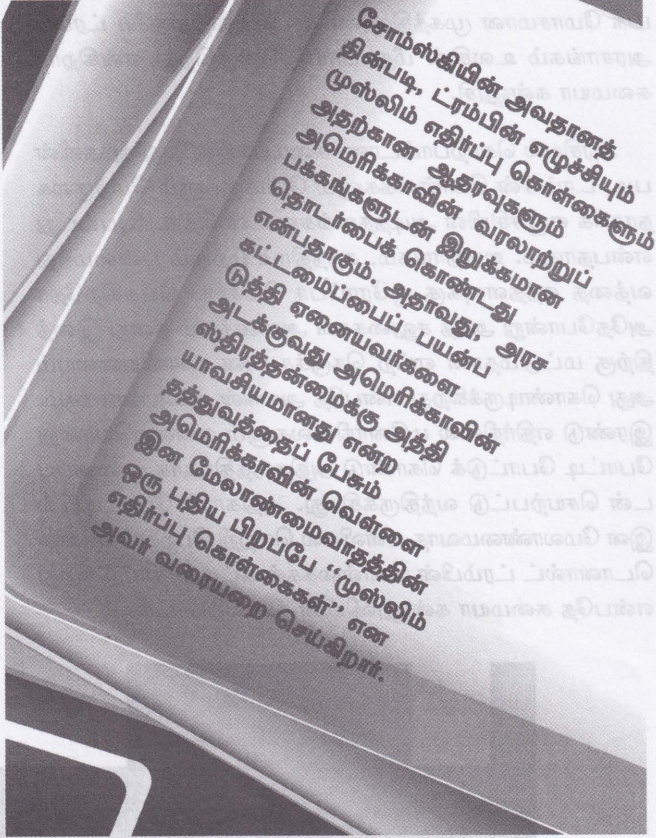 சோம்ஸ்கியின் அவதானத்
தின்படி, ட்ரம்பின் எழுச்சியும்
முஸ்லிம் எதிர்ப்பு கொள்கைளும்
அதற்கான ஆதரவுகளும்
அமெரிக்காவின் வரலாற்றுப்
பக்கங்களுடன் இறுக்கமான
தொடர்பைக் கொண்டது
என்பதாகும். அதாவது, அரச
கட்டமைப்பைப் பயன்ப
டுத்தி ஏனையவர்களை
அடக்குவது அமெரிக்காவின்
ஸ்திரத்தன்மைக்கு அத்தி
யாவசியமானது என்ற
தத்துவத்தைப் பேசும்
அமெரிக்காவின் வெள்ளை
இன மேலாண்மைவாதத்தின்
ஒரு புதிய பிறப்பே “முஸ்லிம்
எதிர்ப்பு கொள்கைகள்” என
அவர் வரையறை செய்கிறார்.